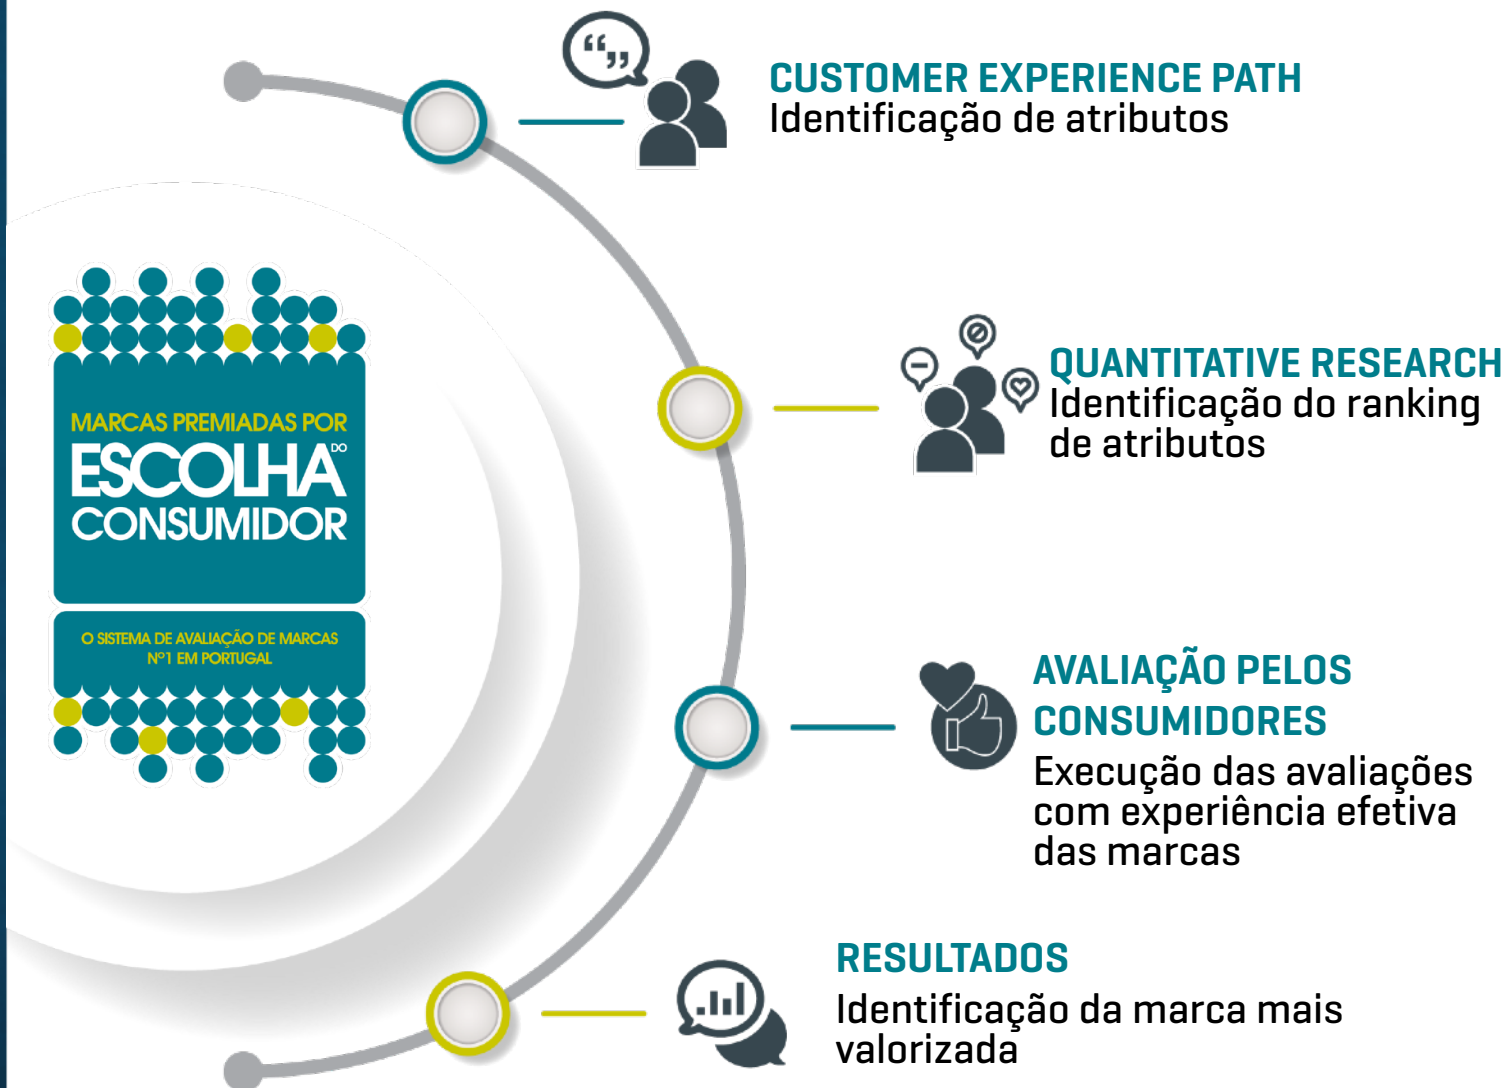 CUSTOMER EXPERIENCE PATH
Identificação de atributos
QUANTITATIVE RESEARCH
Identificação do ranking
de atributos
MARCAS PREMIADAS POR
ESCOLHA DO
CONSUMIDOR
O SISTEMA DE AVALIAÇÃO DE MARCAS
Nº1 EM PORTUGAL
AVALIAÇÃO PELOS
CONSUMIDORES
Execução das avaliações
com experiência efetiva
das marcas
RESULTADOS
Identificação da marca mais
valorizada